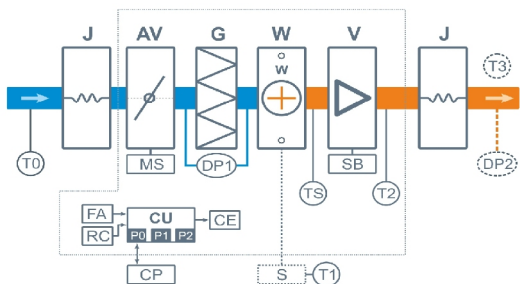 J AV G W V J
W
T3
T0 MS DP1 TS SB T2 DP2
FA CU CE
RC P0 P1 P2
CP S T1